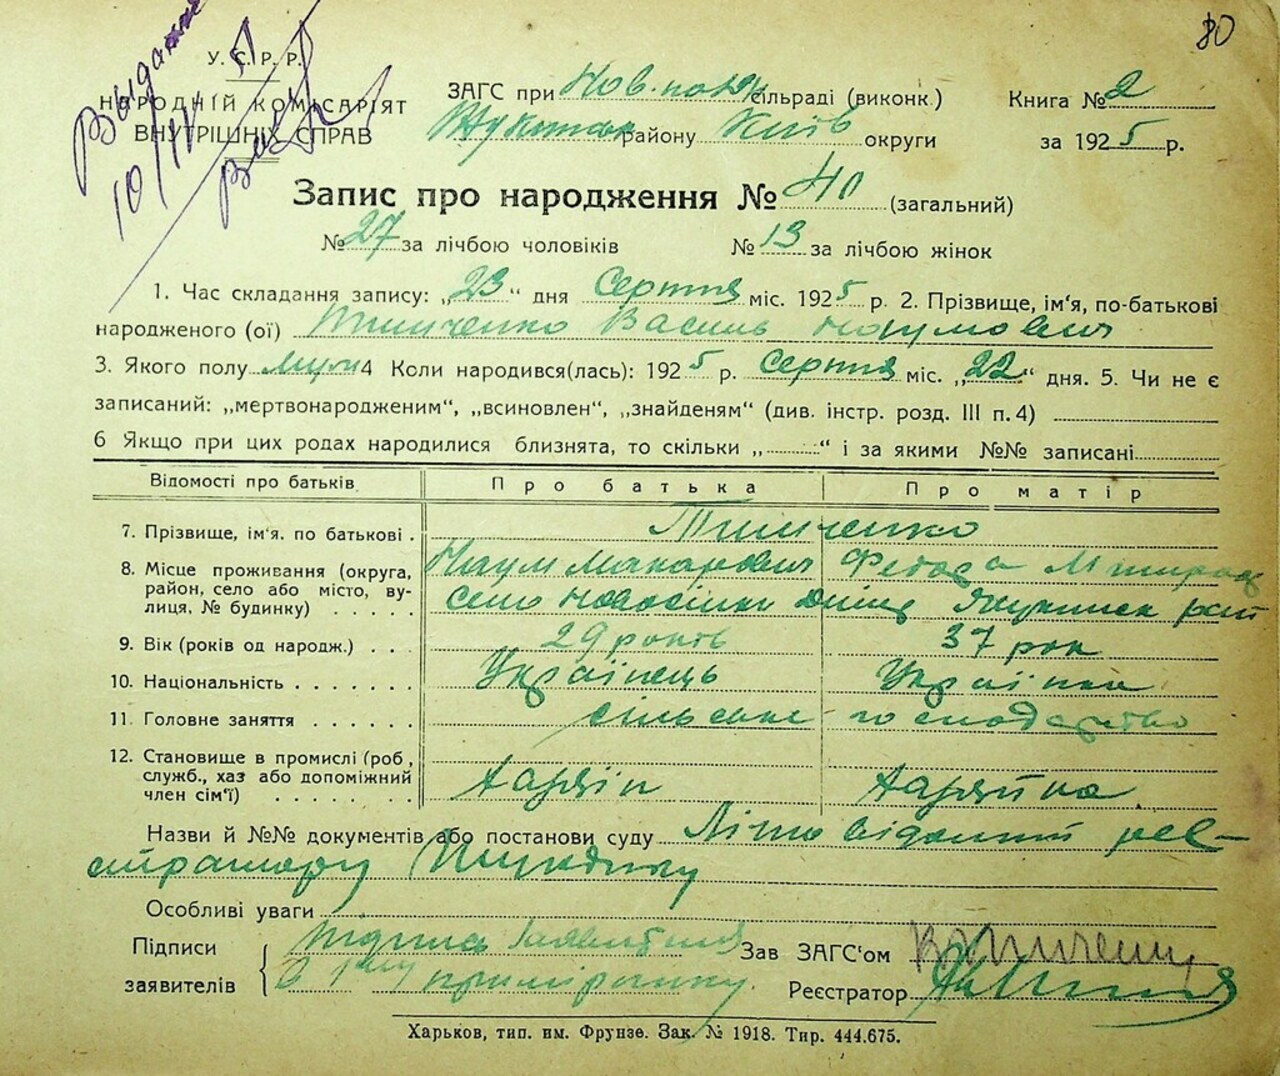 80
Выдано
10/IV
У. С. Р. Р.
НАРОДНІЙ КОМІСАРІЯТ
ВНУТРІШНІХ СПРАВ
ЗАГС при сільраді (виконк.)
району Київ округи
Книга № 2
за 1925 р.
Запис про народження № 40 (загальний)
№ 27 за лічбою чоловіків № 13 за лічбою жінок
1. Час складання запису: „23“ дня Серпня міс. 1925 р. 2. Прізвище, ім'я, по-батькові
народженого (ої) Тимченко Василь Наумович
3. Якого полу муж 4 Коли народився(лась): 1925 р. Серпня міс. „22“ дня. 5. Чи не є
записаний: „мертвонародженим“, „всиновлен“, „знайденям“ (див. інстр. розд. III п. 4)
6 Якщо при цих родах народилися близнята, то скільки „ “ і за якими №№ записані
Відомості про батьків Про батька Про матір
7. Прізвище, ім'я. по батькові . Тимченко
8. Місце проживання (округа, район, село або місто, вулиця, № будинку) Наум Макарович Федора
село Новосілки
9. Вік (років од народж.) . . . 29 років 37 рок
10. Національність . . . . . . . Українець Українка
11. Головне заняття . . . . . . сільське господарство
12. Становище в промислі (роб, служб., хаз або допоміжний член сім'ї) . . . . . . . Хазяїн Хазяйка
Назви й №№ документів або постанови суду Літо відомий реє-
стратору
Особливі уваги
Підписи
заявителів
Зав ЗАГС'ом
Реєстратор
Харьков, тип. им. Фрунзе. Зак. № 1918. Тир. 444.675.